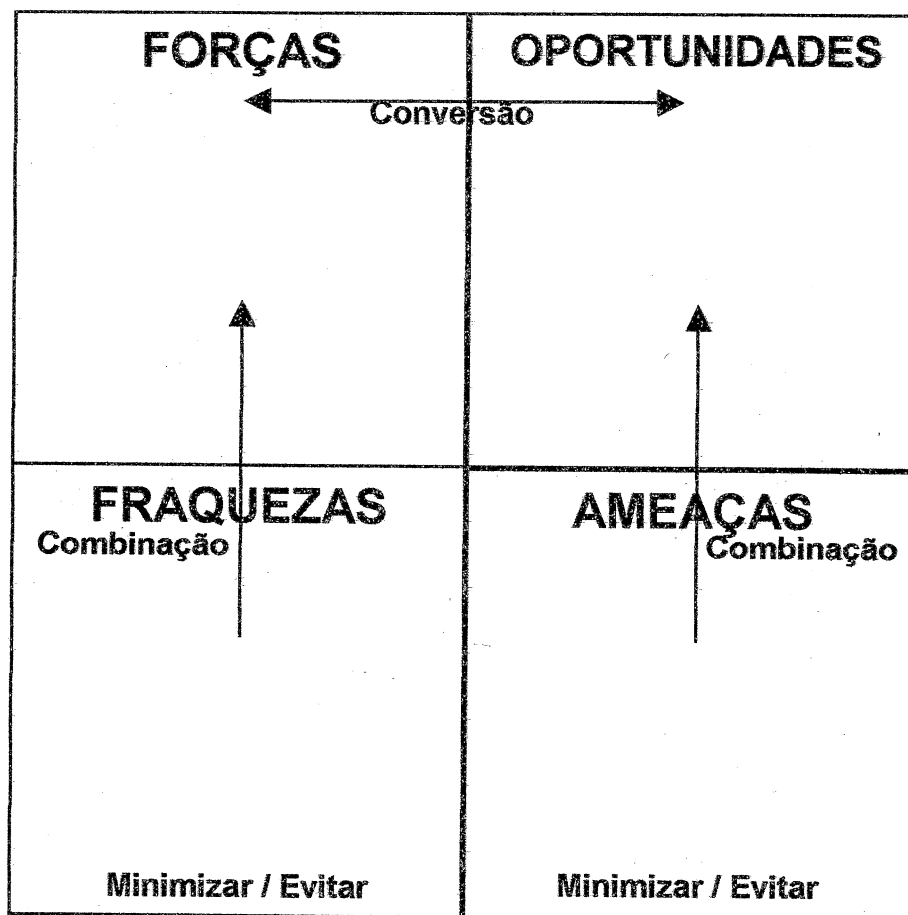 FORÇAS
OPORTUNIDADES
Conversão
FRAQUEZAS
AMEAÇAS
Combinação
Combinação
Minimizar / Evitar
Minimizar / Evitar